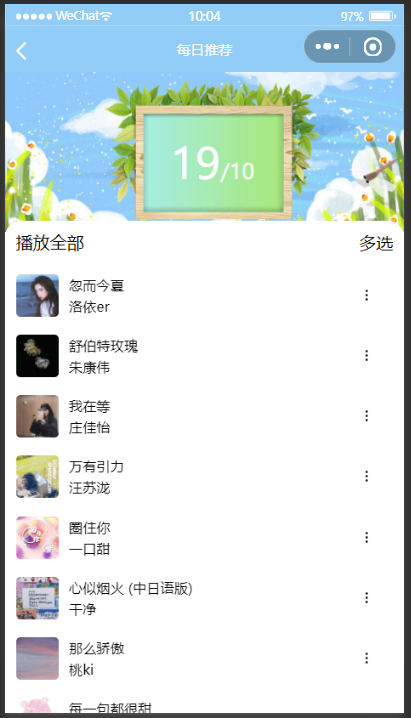 WeChat
10:04
97%
每日推荐
19/10
播放全部
多选
忽而今夏
洛依er
舒伯特玫瑰
朱康伟
我在等
庄佳怡
万有引力
汪苏泷
圈住你
一口甜
心似烟火 (中日语版)
干净
那么骄傲
桃ki
每一句都很甜